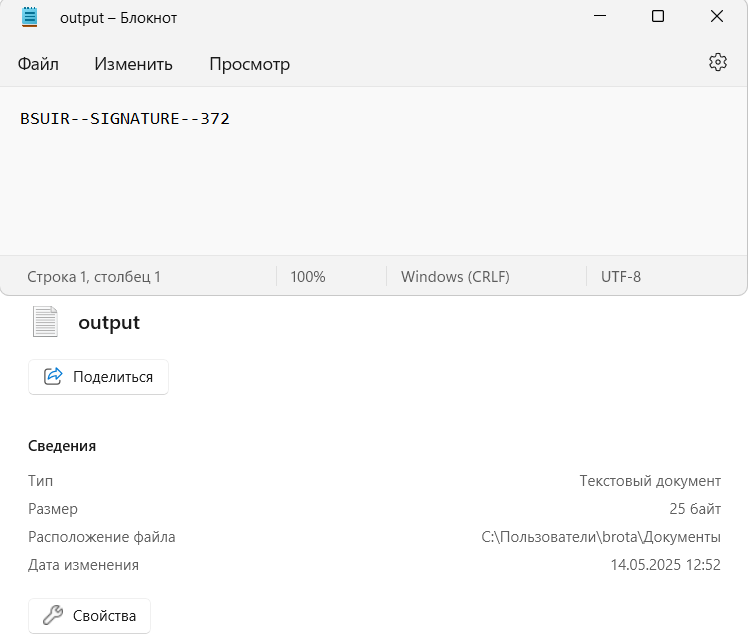 output – Блокнот
Файл Изменить Просмотр
BSUIR--SIGNATURE--372
Строка 1, столбец 1 100% Windows (CRLF) UTF-8
output
Поделиться
Сведения
Тип Текстовый документ
Размер 25 байт
Расположение файла C:\Пользователи\brota\Документы
Дата изменения 14.05.2025 12:52
Свойства